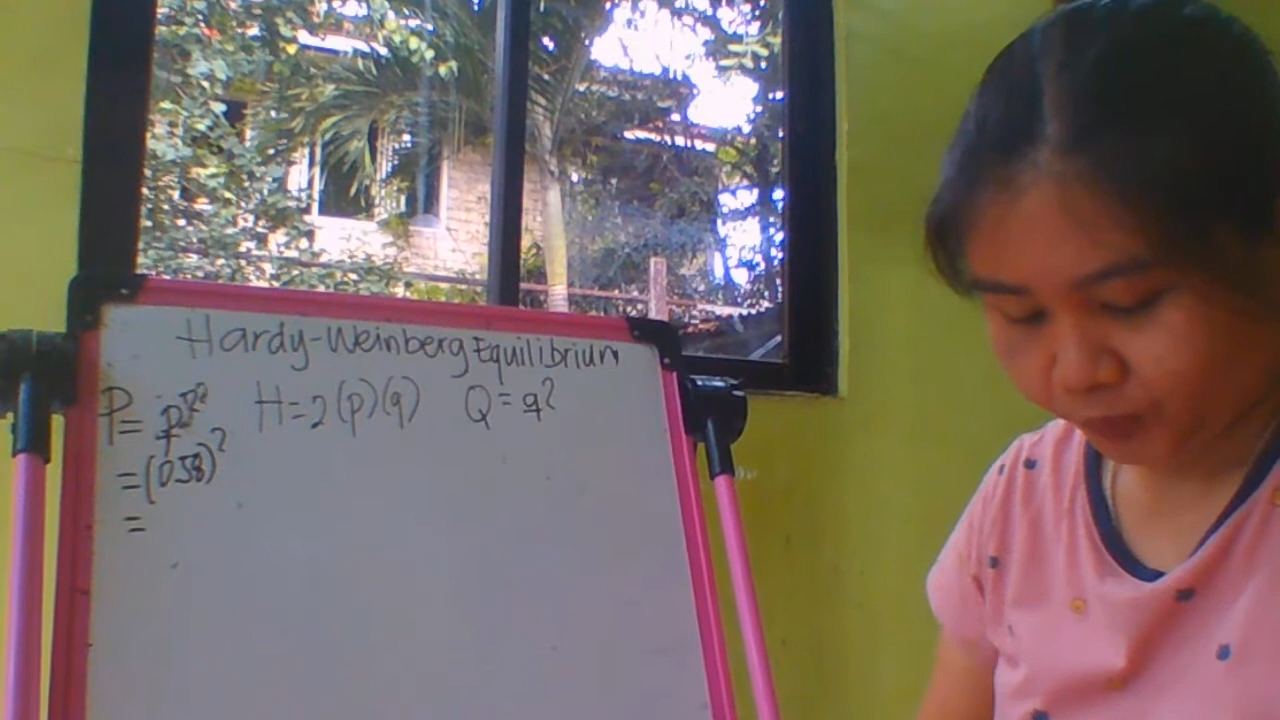 Hardy-Weinberg Equilibrium
P = p² H = 2(p)(q) Q = q²
= (0.58)²
=